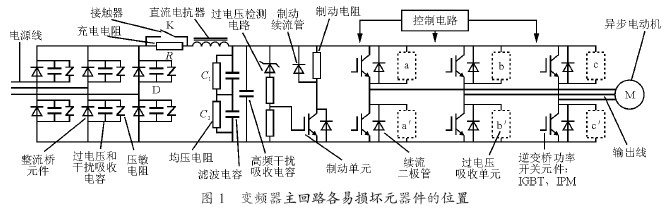 接触器
充电电阻
K
R
直流电抗器
过电压检测
电路
制动
续流管
制动电阻
控制电路
异步电动机
电源线
D
C₁
C₂
a
b
c
M
a'
b'
c'
整流桥
元件
过电压和
干扰吸收
电容
压敏
电阻
均压电阻
滤波电容
高频干扰
吸收电容
制动单元
续流
二极管
过电压
吸收单元
逆变桥功率
开关元件:
IGBT、IPM
输出线
图 1 变频器主回路各易损坏元器件的位置